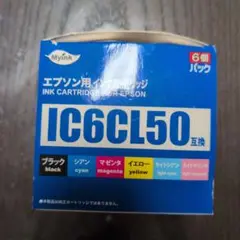 Myink
エプソン用インクカートリッジ
INK CARTRIDGE FOR EPSON
6個
パック
IC6CL50
互換
ブラック
black
シアン
cyan
マゼンタ
magenta
イエロー
yellow
ライトシアン
light cyan